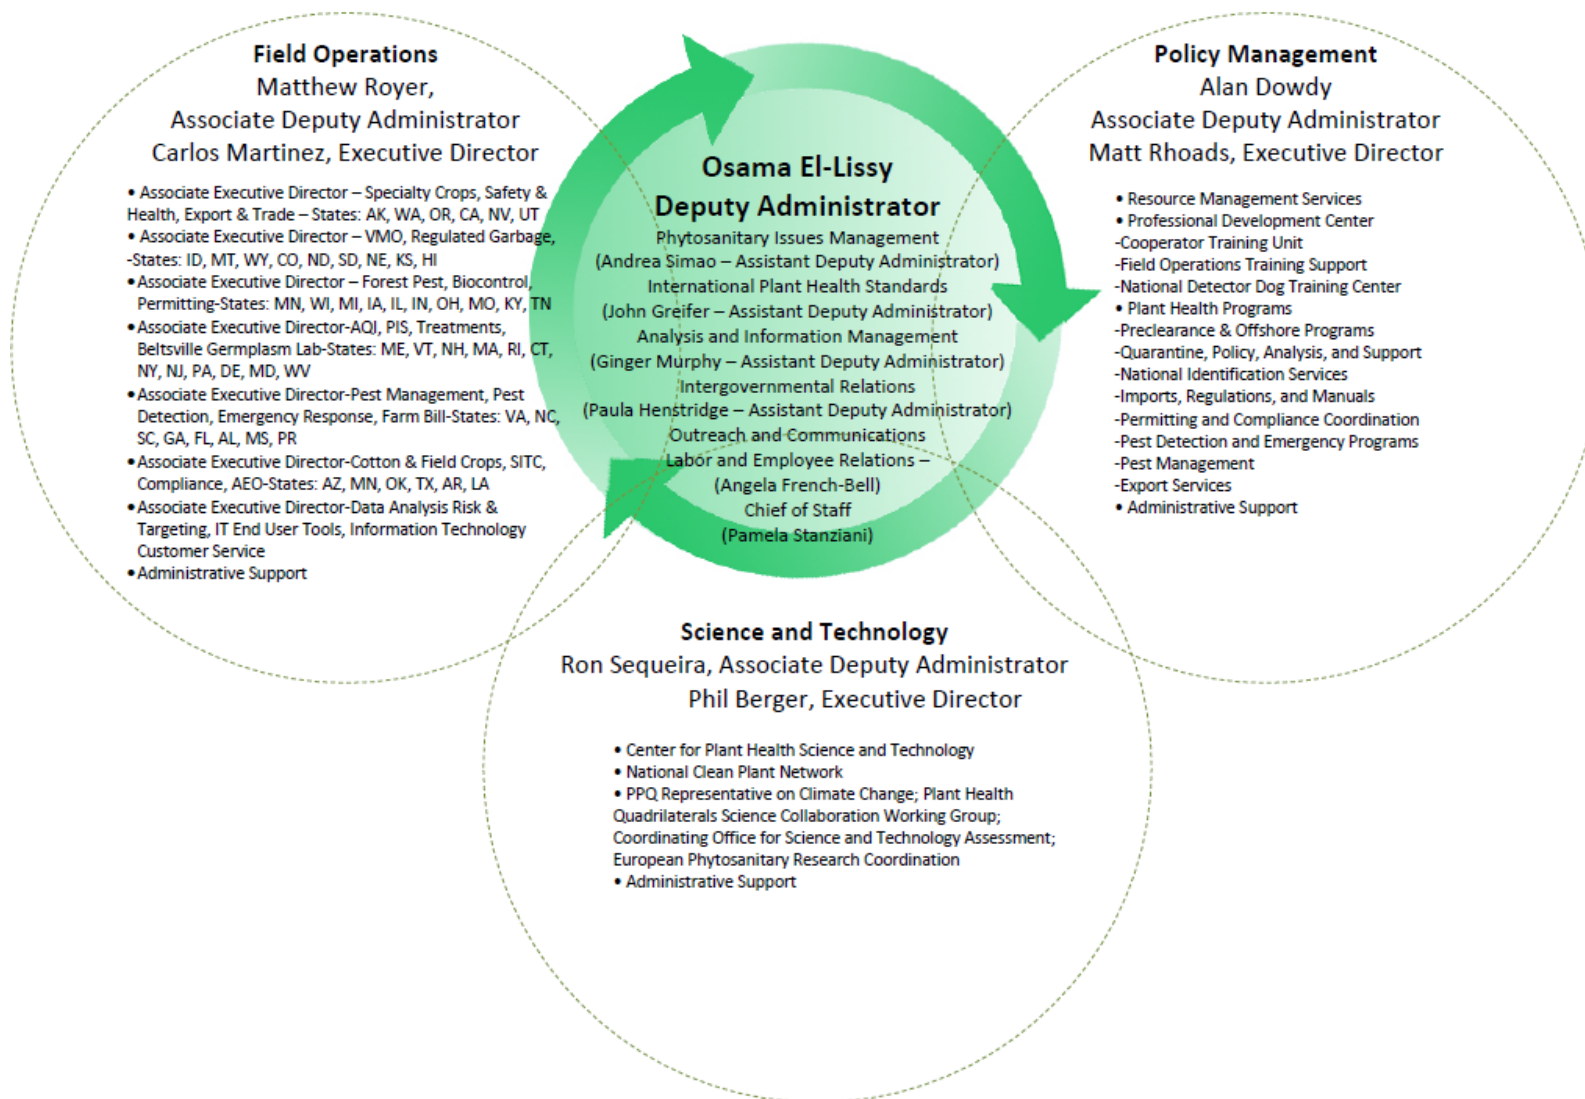 Field Operations
Matthew Royer,
Associate Deputy Administrator
Carlos Martinez, Executive Director
• Associate Executive Director – Specialty Crops, Safety &
Health, Export & Trade – States: AK, WA, OR, CA, NV, UT
• Associate Executive Director – VMO, Regulated Garbage,
-States: ID, MT, WY, CO, ND, SD, NE, KS, HI
• Associate Executive Director – Forest Pest, Biocontrol,
Permitting-States: MN, WI, MI, IA, IL, IN, OH, MO, KY, TN
• Associate Executive Director-AQI, PIS, Treatments,
Beltsville Germplasm Lab-States: ME, VT, NH, MA, RI, CT,
NY, NJ, PA, DE, MD, WV
• Associate Executive Director-Pest Management, Pest
Detection, Emergency Response, Farm Bill-States: VA, NC,
SC, GA, FL, AL, MS, PR
• Associate Executive Director-Cotton & Field Crops, SITC,
Compliance, AEO-States: AZ, MN, OK, TX, AR, LA
• Associate Executive Director-Data Analysis Risk &
Targeting, IT End User Tools, Information Technology
Customer Service
• Administrative Support
Osama El-Lissy
Deputy Administrator
Phytosanitary Issues Management
(Andrea Simao – Assistant Deputy Administrator)
International Plant Health Standards
(John Greifer – Assistant Deputy Administrator)
Analysis and Information Management
(Ginger Murphy – Assistant Deputy Administrator)
Intergovernmental Relations
(Paula Henstridge – Assistant Deputy Administrator)
Outreach and Communications
Labor and Employee Relations –
(Angela French-Bell)
Chief of Staff
(Pamela Stanziani)
Policy Management
Alan Dowdy
Associate Deputy Administrator
Matt Rhoads, Executive Director
• Resource Management Services
• Professional Development Center
-Cooperator Training Unit
-Field Operations Training Support
-National Detector Dog Training Center
• Plant Health Programs
-Preclearance & Offshore Programs
-Quarantine, Policy, Analysis, and Support
-National Identification Services
-Imports, Regulations, and Manuals
-Permitting and Compliance Coordination
-Pest Detection and Emergency Programs
-Pest Management
-Export Services
• Administrative Support
Science and Technology
Ron Sequeira, Associate Deputy Administrator
Phil Berger, Executive Director
• Center for Plant Health Science and Technology
• National Clean Plant Network
• PPQ Representative on Climate Change; Plant Health
Quadrilaterals Science Collaboration Working Group;
Coordinating Office for Science and Technology Assessment;
European Phytosanitary Research Coordination
• Administrative Support